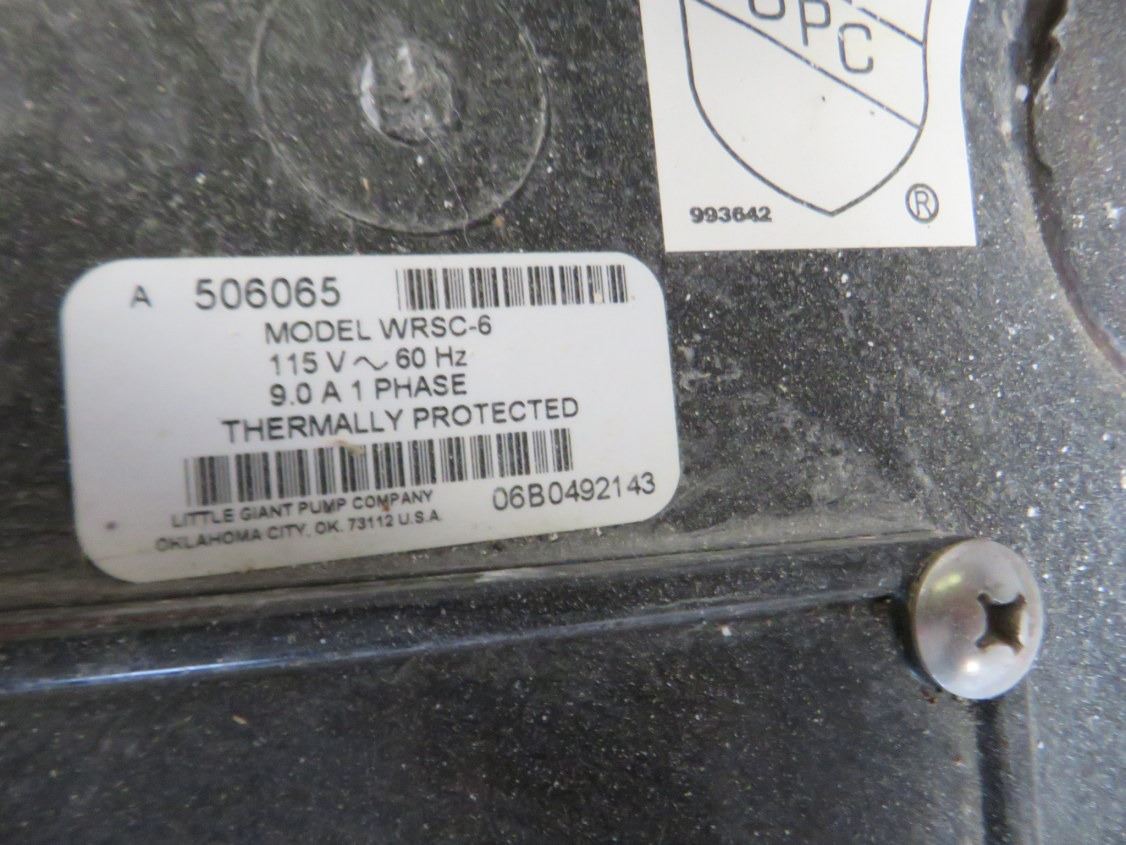 UPC
993642 ®
A 506065
MODEL WRSC-6
115 V ~ 60 Hz
9.0 A 1 PHASE
THERMALLY PROTECTED
LITTLE GIANT PUMP COMPANY 06B0492143
OKLAHOMA CITY, OK. 73112 U.S.A.